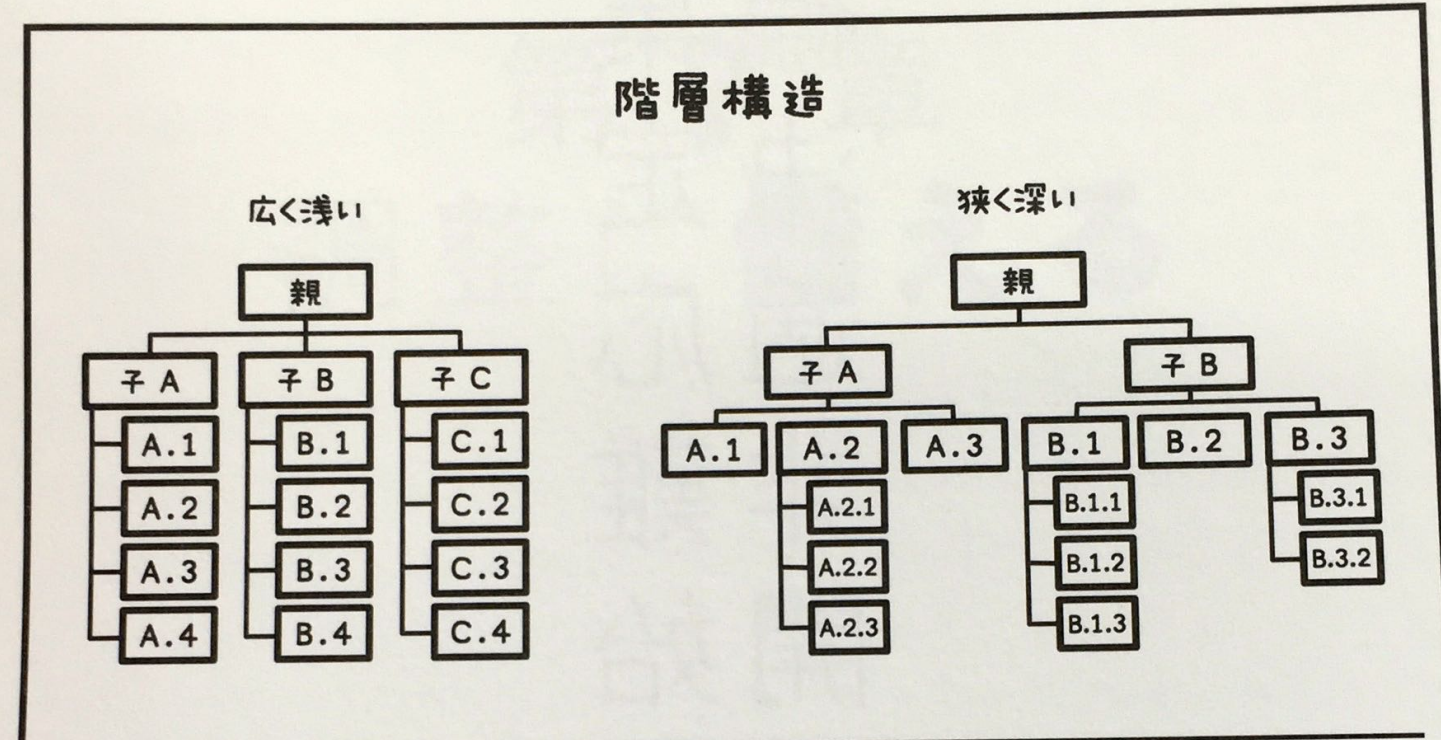 階層構造
広く浅い
親
子 A
子 B
子 C
A.1
A.2
A.3
A.4
B.1
B.2
B.3
B.4
C.1
C.2
C.3
C.4
狭く深い
親
子 A
子 B
A.1
A.2
A.3
A.2.1
A.2.2
A.2.3
B.1
B.2
B.3
B.1.1
B.1.2
B.1.3
B.3.1
B.3.2